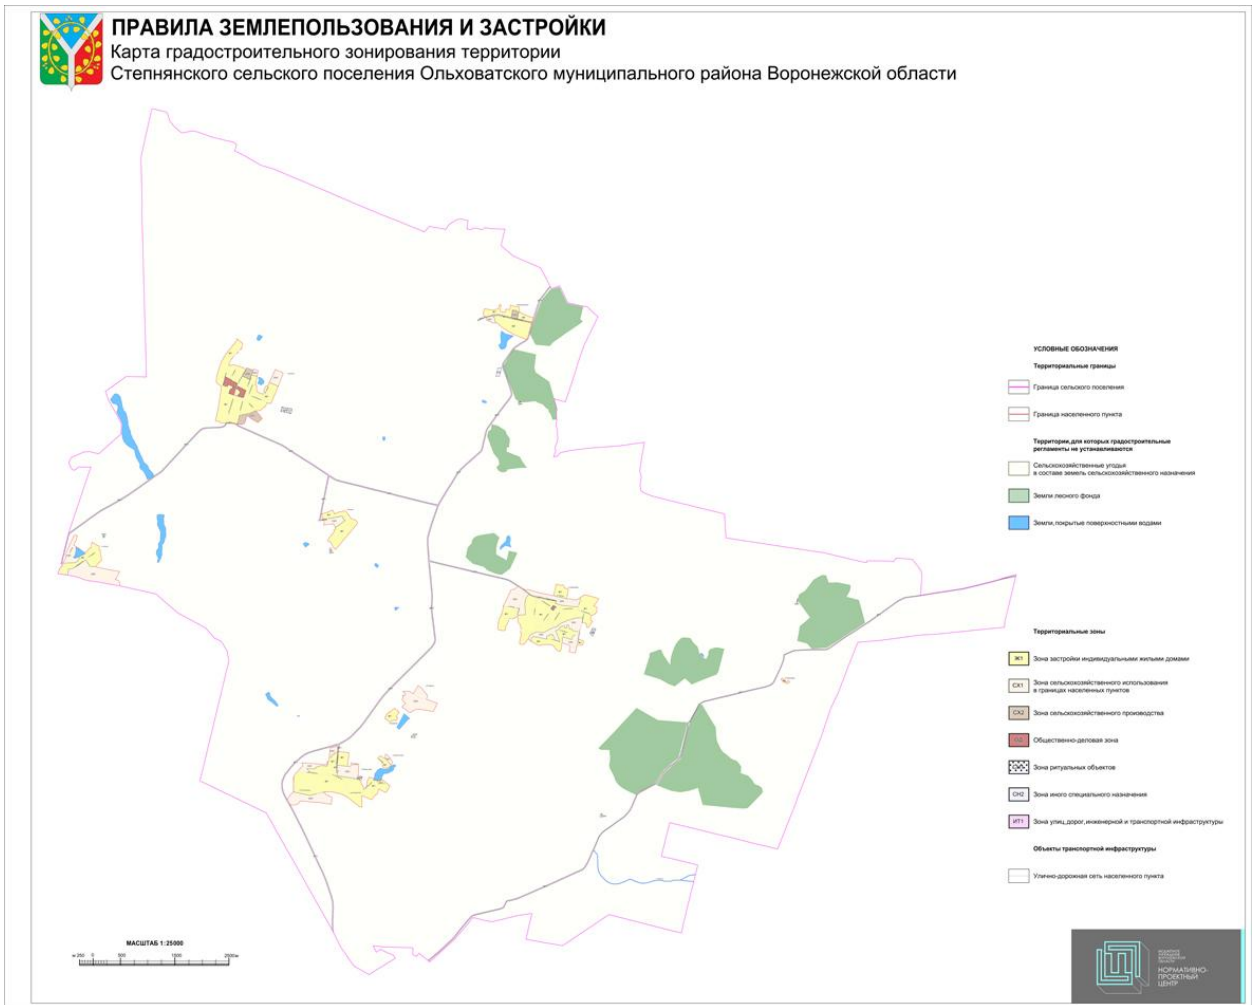 ПРАВИЛА ЗЕМЛЕПОЛЬЗОВАНИЯ И ЗАСТРОЙКИ
Карта градостроительного зонирования территории
Степнянского сельского поселения Ольховатского муниципального района Воронежской области
УСЛОВНЫЕ ОБОЗНАЧЕНИЯ
Территориальные границы
Граница сельского поселения
Граница населенного пункта
Территории, для которых градостроительные
регламенты не устанавливаются
Сельскохозяйственные угодья
в составе земель сельскохозяйственного назначения
Земли лесного фонда
Земли, покрытые поверхностными водами
Территориальные зоны
Ж1 Зона застройки индивидуальными жилыми домами
СХ1 Зона сельскохозяйственного использования
в границах населенных пунктов
СХ2 Зона сельскохозяйственного производства
Общественно-деловая зона
Зона ритуальных объектов
СН2 Зона иного специального назначения
ИТ1 Зона улиц, дорог, инженерной и транспортной инфраструктуры
Объекты транспортной инфраструктуры
Улично-дорожная сеть населенного пункта
МАСШТАБ 1:25000
м 250 0 500 1000 2000м
НОРМАТИВНО-
ПРОЕКТНЫЙ
ЦЕНТР